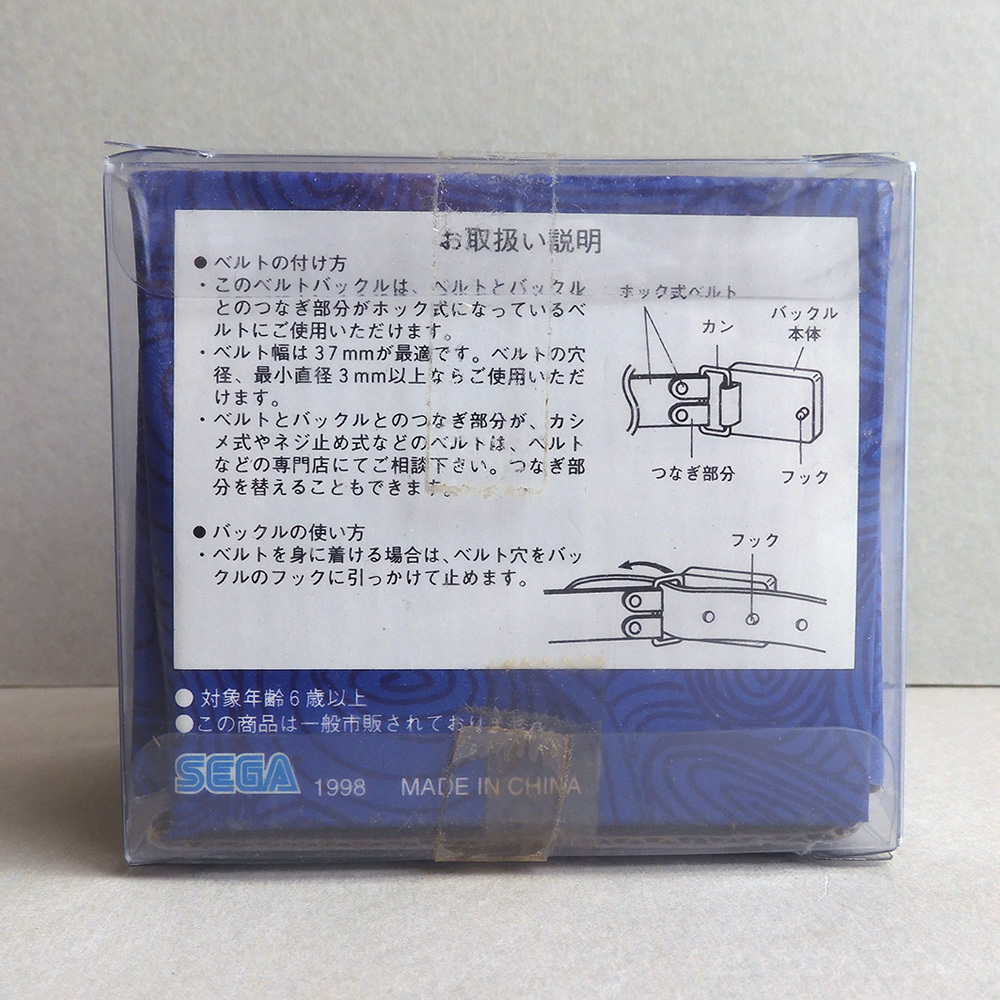 お取扱い説明
● ベルトの付け方
・このベルトバックルは、ベルトとバックル
とのつなぎ部分がホック式になっているベ
ルトにご使用いただけます。
・ベルト幅は37mmが最適です。ベルトの穴
径、最小直径3mm以上ならご使用いただ
けます。
・ベルトとバックルとのつなぎ部分が、カシ
メ式やネジ止め式などのベルトは、ベルト
などの専門店にてご相談下さい。つなぎ部
分を替えることもできます。
ホック式ベルト
カン
バックル
本体
つなぎ部分
フック
● バックルの使い方
・ベルトを身に着ける場合は、ベルト穴をバッ
クルのフックに引っかけて止めます。
フック
● 対象年齢6歳以上
●この商品は一般市販されておりません
SEGA 1998 MADE IN CHINA